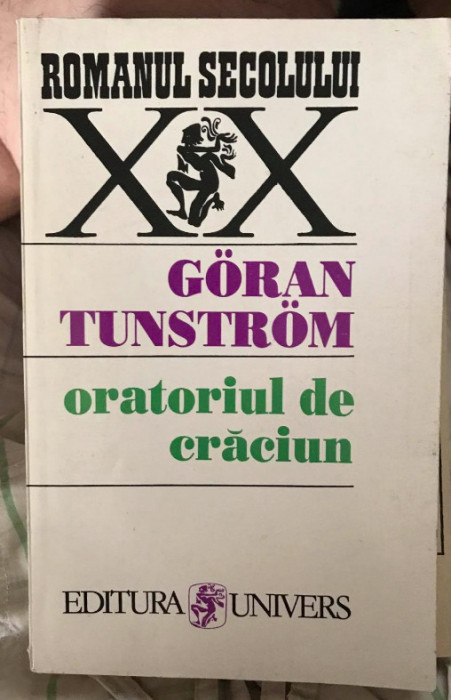 ROMANUL SECOLULUI
XX
GÖRAN
TUNSTRÖM
oratoriul de
crăciun
EDITURA UNIVERS